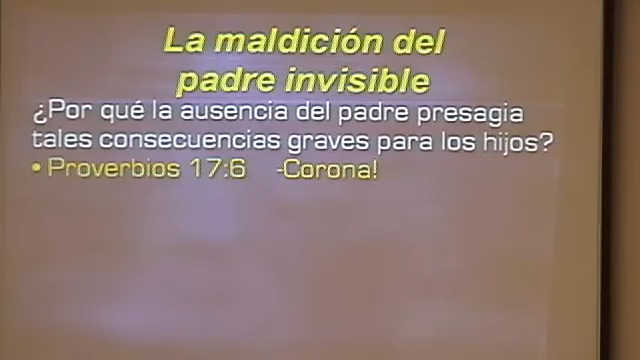 La maldición del
padre invisible
¿Por qué la ausencia del padre presagia
tales consecuencias graves para los hijos?
• Proverbios 17:6 -Corona!